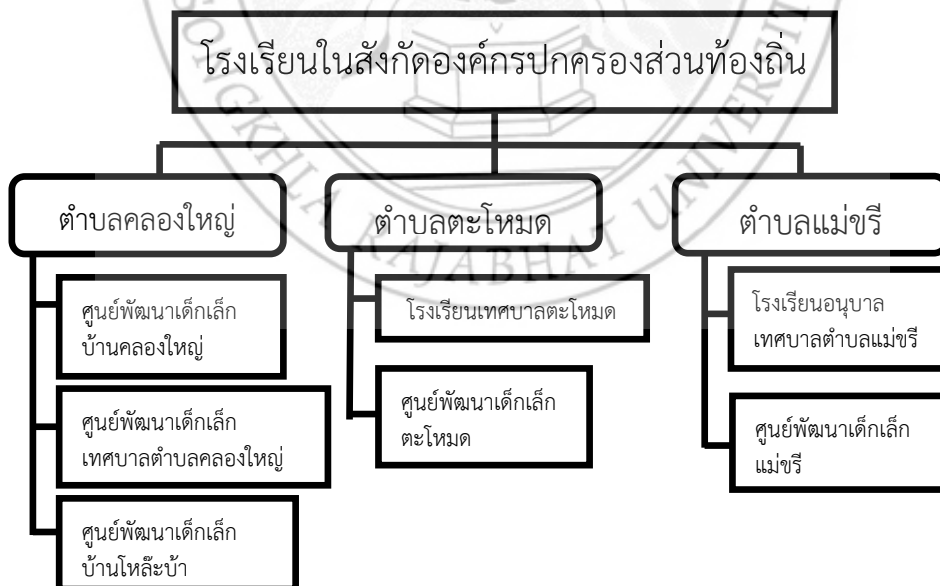 โรงเรียนในสังกัดองค์กรปกครองส่วนท้องถิ่น
ตำบลคลองใหญ่
ศูนย์พัฒนาเด็กเล็ก
บ้านคลองใหญ่
ศูนย์พัฒนาเด็กเล็ก
เทศบาลตำบลคลองใหญ่
ศูนย์พัฒนาเด็กเล็ก
บ้านโหล๊ะบ้า
ตำบลตะโหมด
โรงเรียนเทศบาลตะโหมด
ศูนย์พัฒนาเด็กเล็ก
ตะโหมด
ตำบลแม่ขรี
โรงเรียนอนุบาล
เทศบาลตำบลแม่ขรี
ศูนย์พัฒนาเด็กเล็ก
แม่ขรี
SONGKHLA RAJABHAT UNIVERSIT